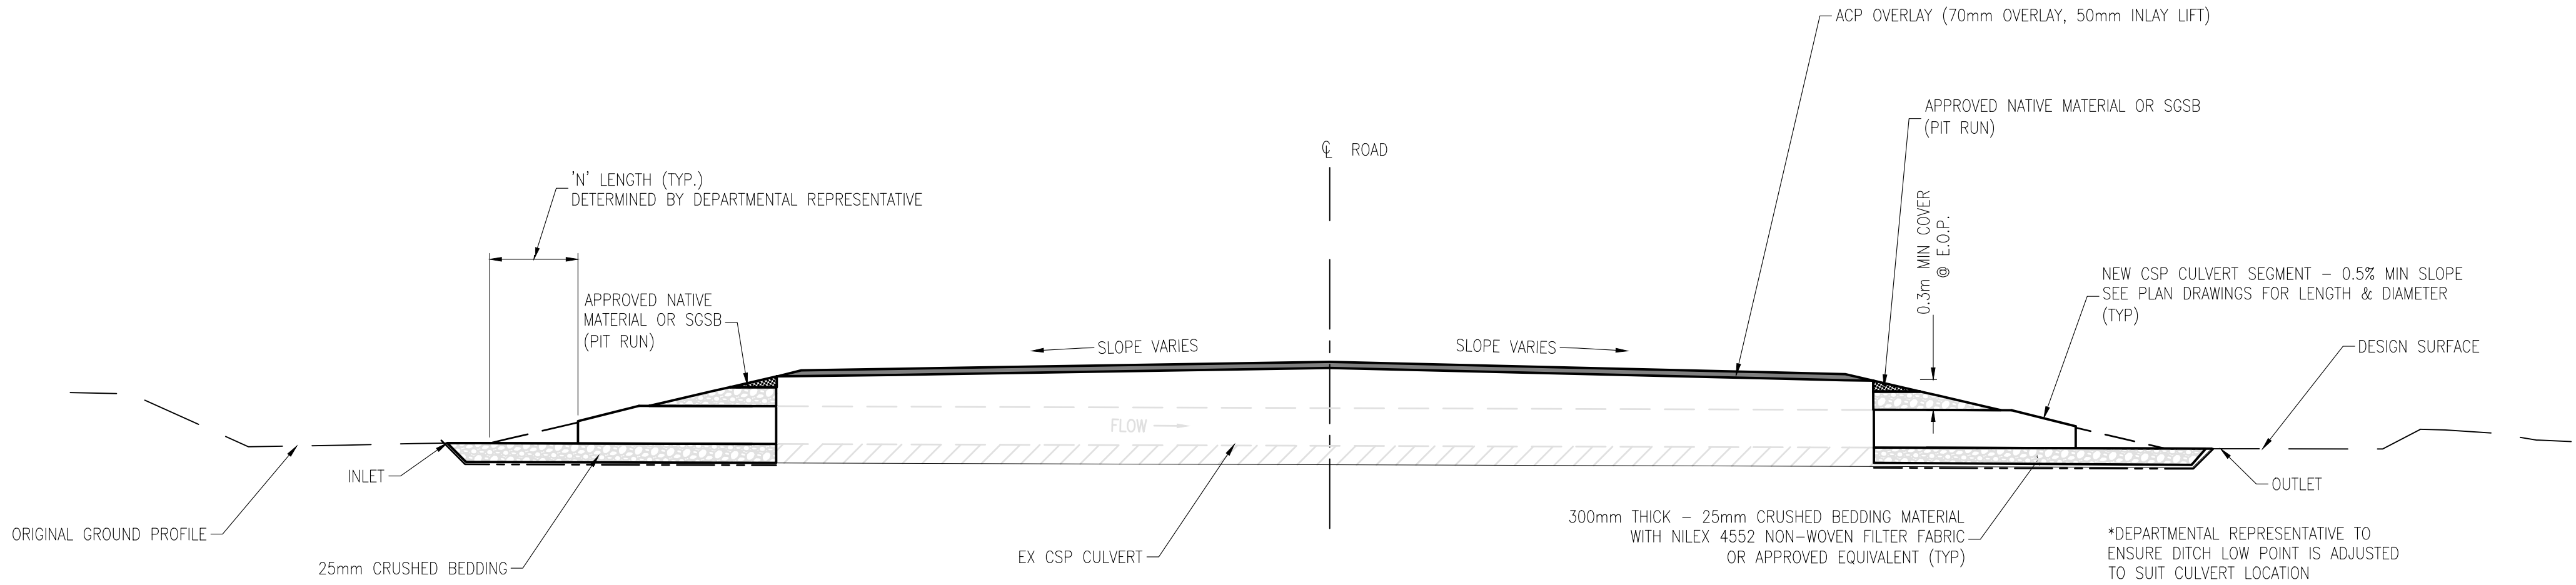 ACP OVERLAY (70mm OVERLAY, 50mm INLAY LIFT)
APPROVED NATIVE MATERIAL OR SGSB
(PIT RUN)
℄ ROAD
'N' LENGTH (TYP.)
DETERMINED BY DEPARTMENTAL REPRESENTATIVE
0.3m MIN COVER
@ E.O.P.
NEW CSP CULVERT SEGMENT - 0.5% MIN SLOPE
SEE PLAN DRAWINGS FOR LENGTH & DIAMETER
(TYP)
APPROVED NATIVE
MATERIAL OR SGSB
(PIT RUN)
SLOPE VARIES
SLOPE VARIES
DESIGN SURFACE
FLOW
INLET
OUTLET
ORIGINAL GROUND PROFILE
25mm CRUSHED BEDDING
EX CSP CULVERT
300mm THICK - 25mm CRUSHED BEDDING MATERIAL
WITH NILEX 4552 NON-WOVEN FILTER FABRIC
OR APPROVED EQUIVALENT (TYP)
*DEPARTMENTAL REPRESENTATIVE TO
ENSURE DITCH LOW POINT IS ADJUSTED
TO SUIT CULVERT LOCATION